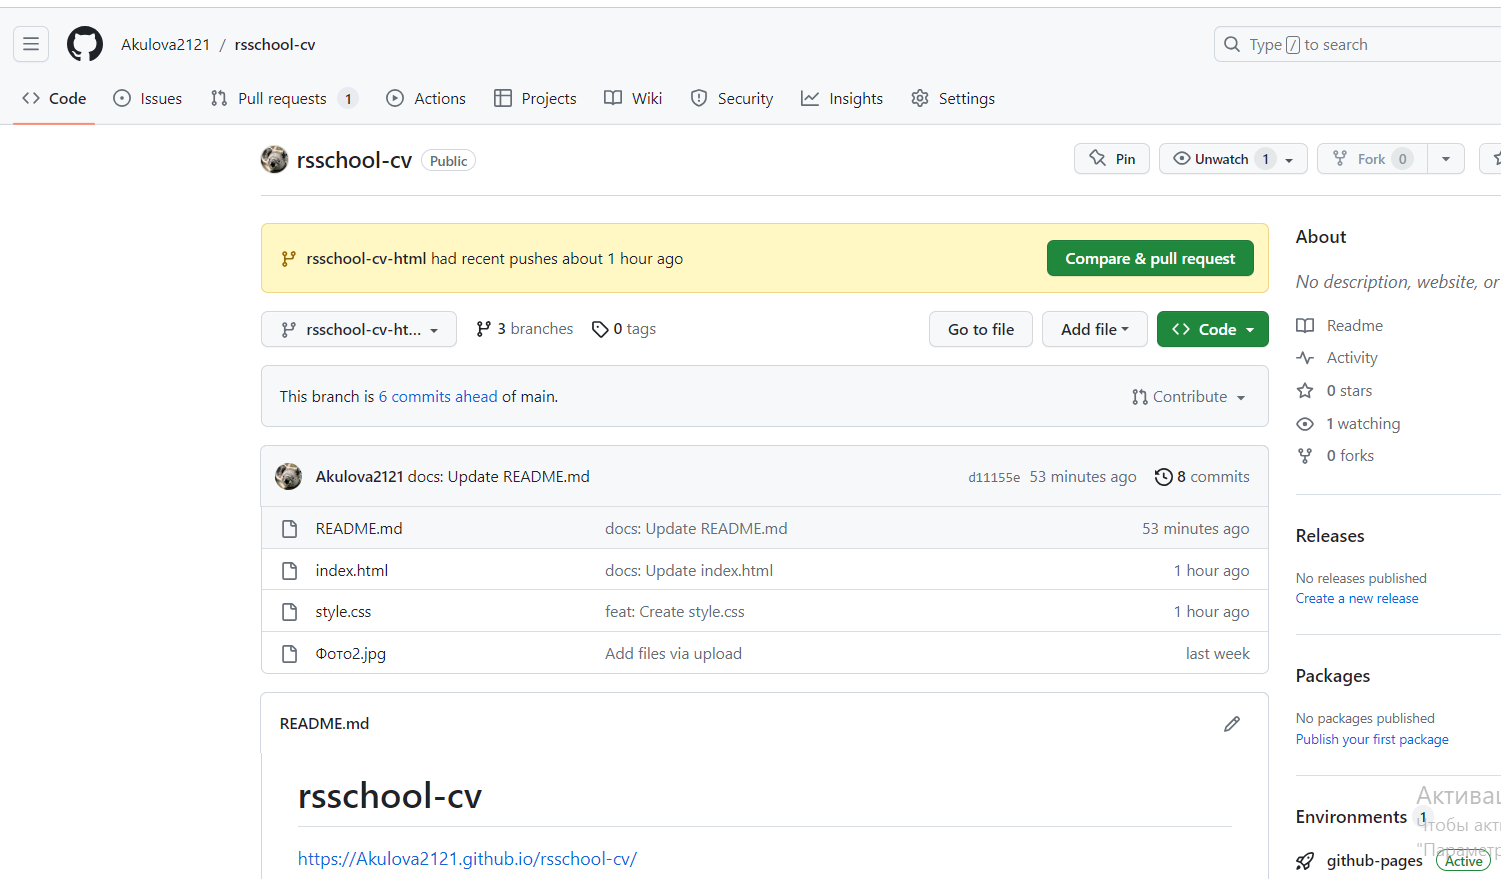 Akulova2121 / rsschool-cv
Type / to search
Code Issues Pull requests 1 Actions Projects Wiki Security Insights Settings
rsschool-cv Public
Pin Unwatch 1 Fork 0
rsschool-cv-html had recent pushes about 1 hour ago
Compare & pull request
rsschool-cv-ht... 3 branches 0 tags
Go to file Add file Code
This branch is 6 commits ahead of main.
Contribute
Akulova2121 docs: Update README.md d11155e 53 minutes ago 8 commits
README.md docs: Update README.md 53 minutes ago
index.html docs: Update index.html 1 hour ago
style.css feat: Create style.css 1 hour ago
Фото2.jpg Add files via upload last week
README.md
rsschool-cv
https://Akulova2121.github.io/rsschool-cv/
About
No description, website, or
Readme
Activity
0 stars
1 watching
0 forks
Releases
No releases published
Create a new release
Packages
No packages published
Publish your first package
Environments 1
github-pages Active
Активац
Чтобы акти
"Параметр